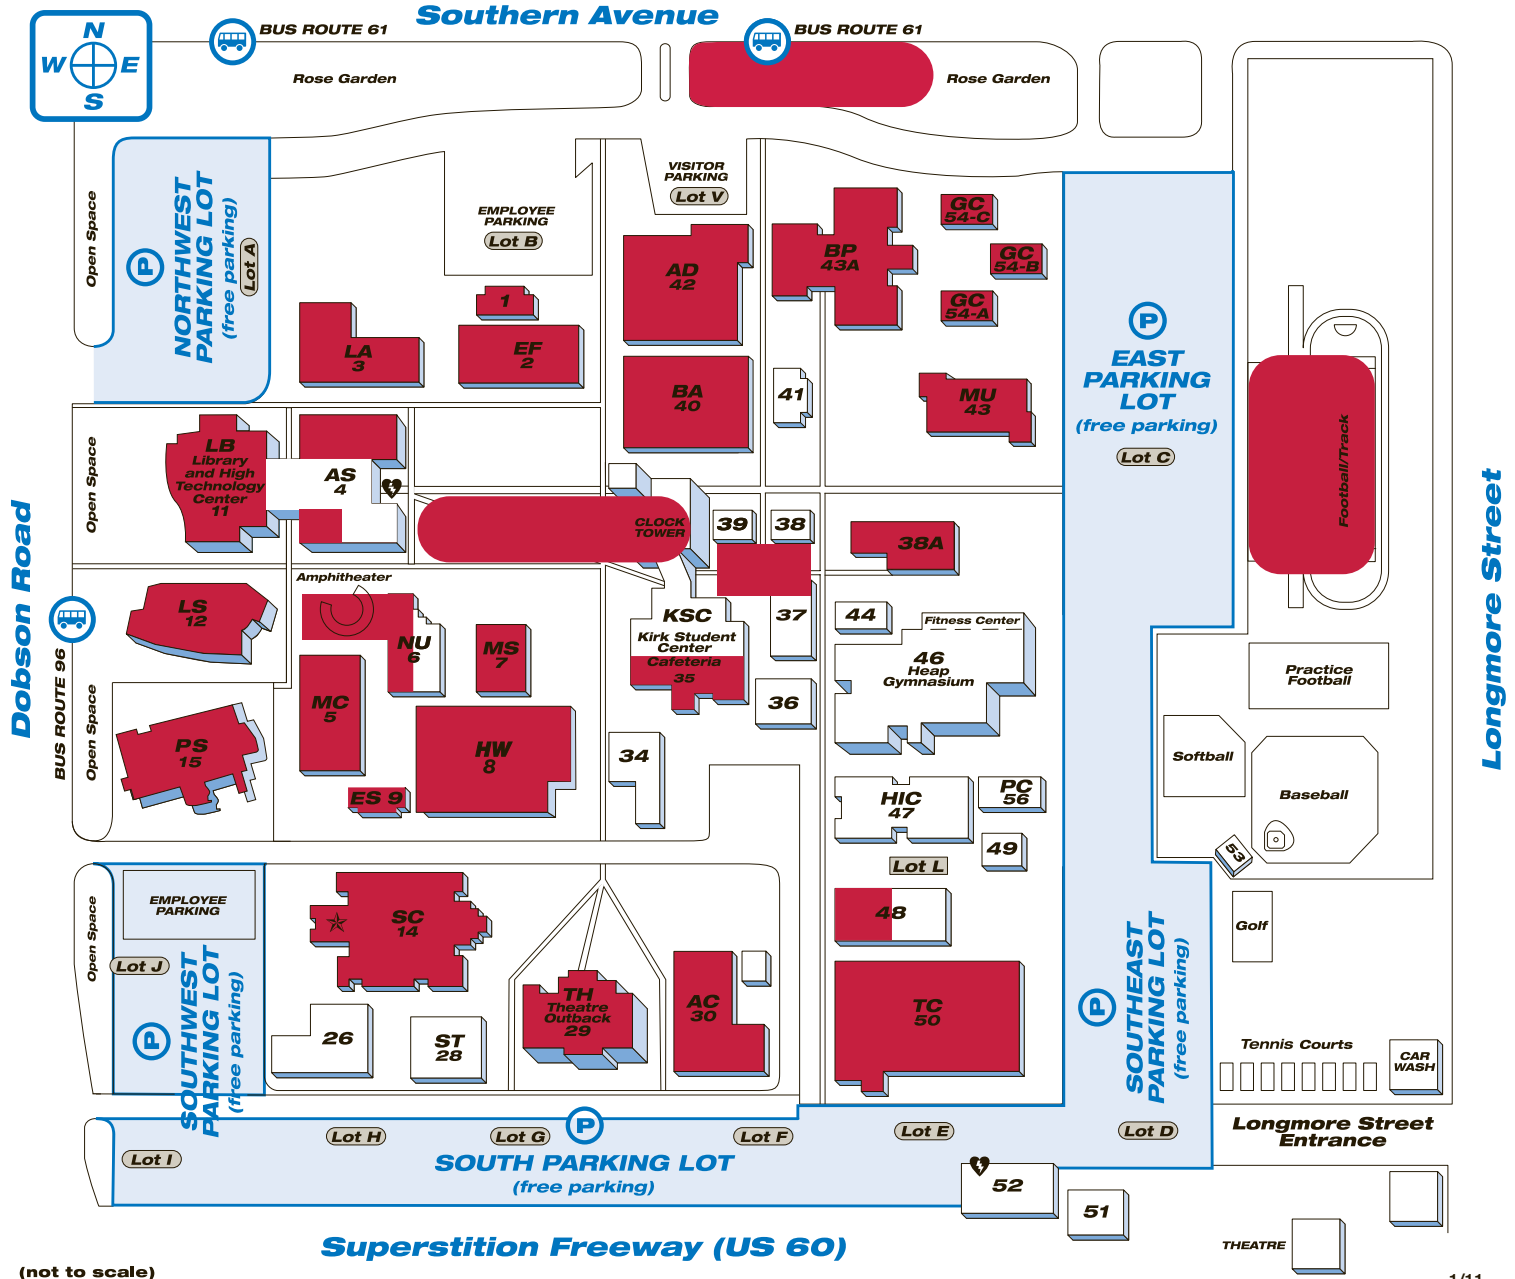 Southern Avenue
N
W E
S
BUS ROUTE 61
BUS ROUTE 61
Rose Garden
Rose Garden
Open Space
NORTHWEST
PARKING LOT
(free parking)
Lot A
P
EMPLOYEE
PARKING
Lot B
VISITOR
PARKING
Lot V
AD
42
BP
43A
GC
54-C
GC
54-B
GC
54-A
1
LA
3
EF
2
BA
40
41
MU
43
P
EAST
PARKING
LOT
(free parking)
Lot C
Football/Track
Longmore Street
Dobson Road
Open Space
LB
Library
and High
Technology
Center
11
AS
4
CLOCK
TOWER
39
38
38A
Amphitheater
LS
12
BUS ROUTE 96
NU
6
MS
7
KSC
Kirk Student
Center
Cafeteria
35
37
44
Fitness Center
46
Heap
Gymnasium
Practice
Football
Open Space
MC
5
36
PS
15
HW
8
34
ES 9
HIC
47
PC
56
49
Lot L
Softball
Baseball
53
Open Space
EMPLOYEE
PARKING
Lot J
SOUTHWEST
PARKING LOT
(free parking)
P
SC
14
48
Golf
TH
Theatre
Outback
29
AC
30
TC
50
26
ST
28
P
SOUTHEAST
PARKING LOT
(free parking)
Tennis Courts
CAR
WASH
Lot I
Lot H
Lot G
P
Lot F
Lot E
Lot D
SOUTH PARKING LOT
(free parking)
Longmore Street
Entrance
52
51
THEATRE
Superstition Freeway (US 60)
(not to scale)
1/11